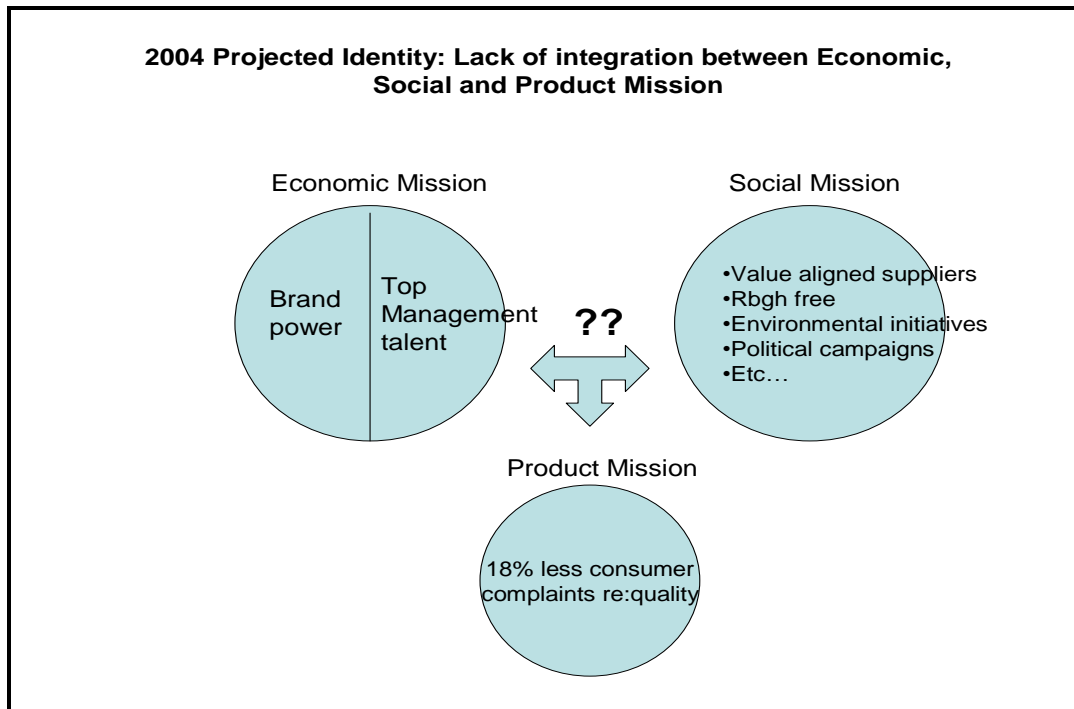 2004 Projected Identity: Lack of integration between Economic,
Social and Product Mission
Economic Mission
Social Mission
Brand
power
Top
Management
talent
??
•Value aligned suppliers
•Rbgh free
•Environmental initiatives
•Political campaigns
•Etc…
Product Mission
18% less consumer
complaints re:quality